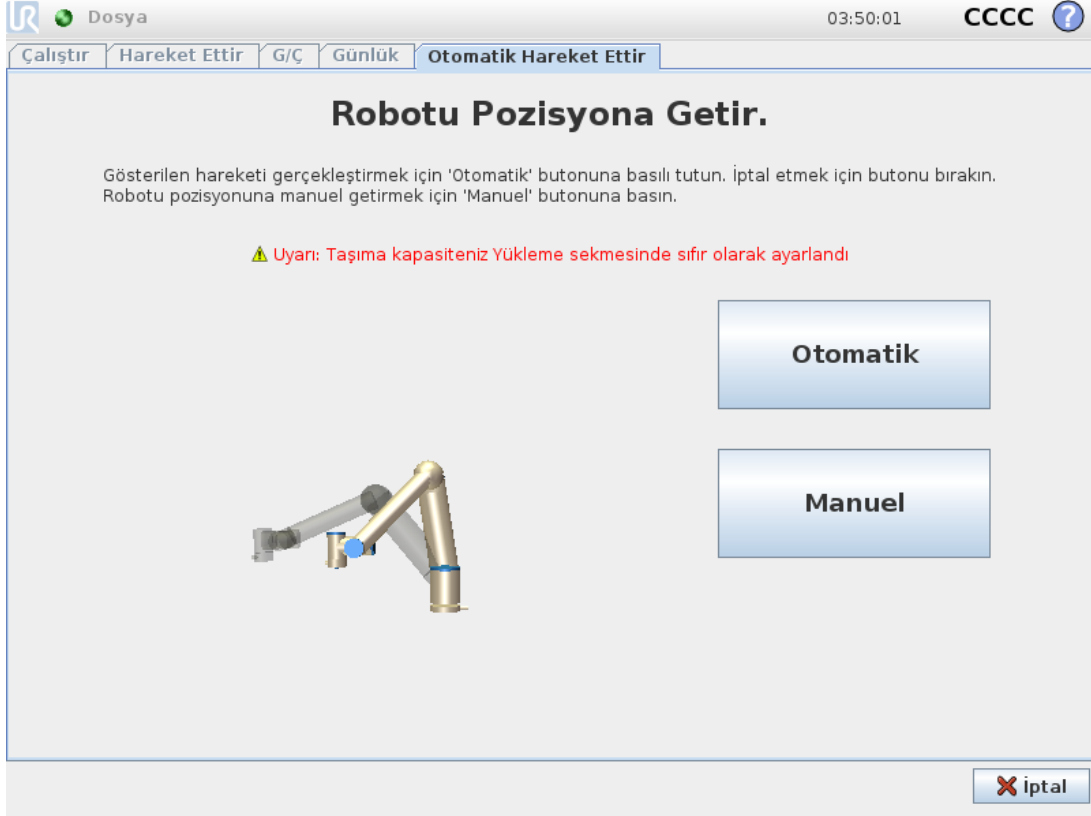 UR Dosya 03:50:01 CCCC ?
Çalıştır Hareket Ettir G/Ç Günlük Otomatik Hareket Ettir
Robotu Pozisyona Getir.
Gösterilen hareketi gerçekleştirmek için 'Otomatik' butonuna basılı tutun. İptal etmek için butonu bırakın.
Robotu pozisyonuna manuel getirmek için 'Manuel' butonuna basın.
Uyarı: Taşıma kapasiteniz Yükleme sekmesinde sıfır olarak ayarlandı
Otomatik
Manuel
İptal